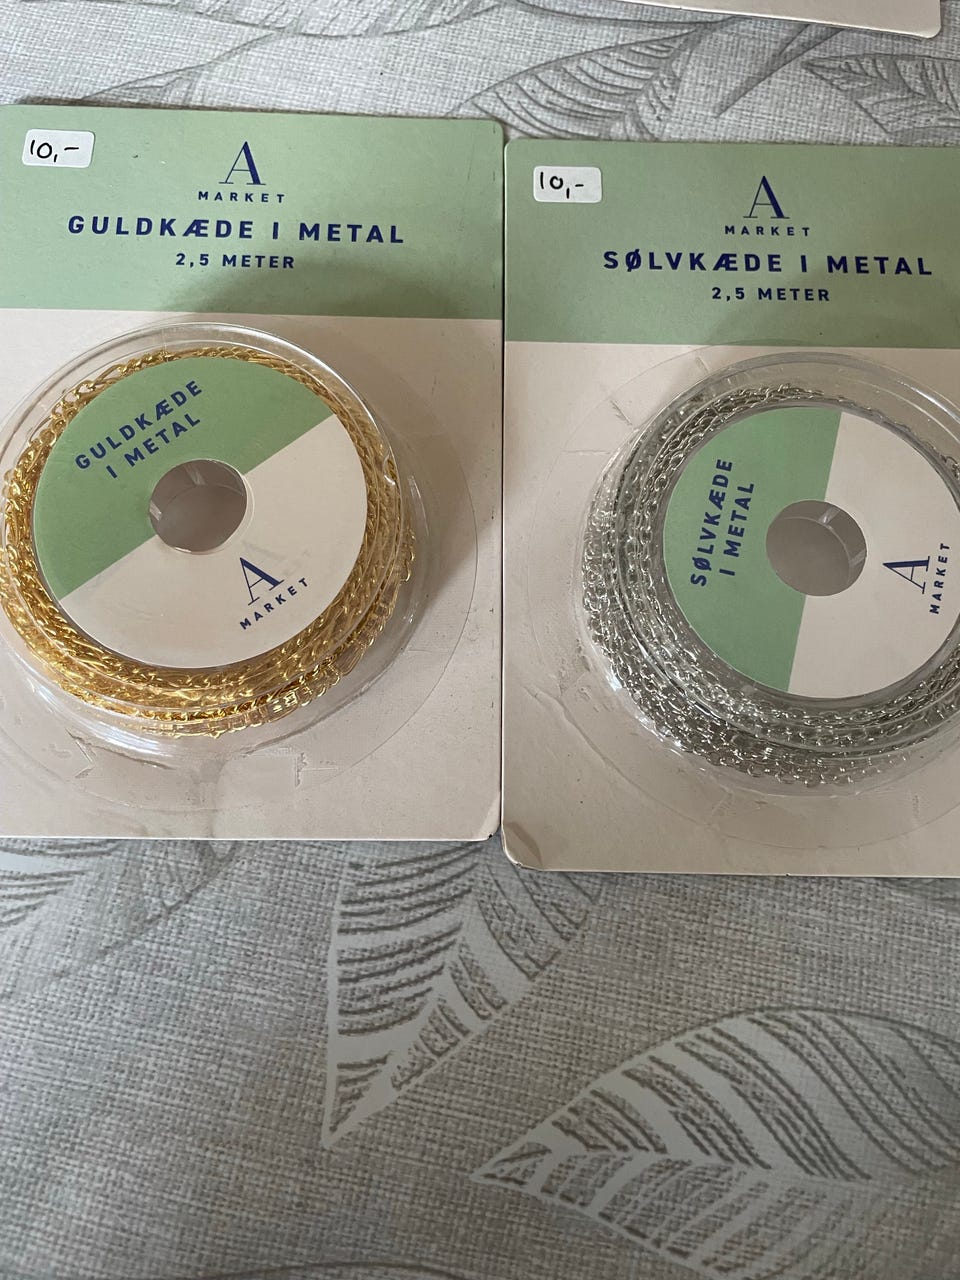 10,-
A
MARKET
GULDKÆDE I METAL
2,5 METER
GULDKÆDE
I METAL
A
MARKET
10,-
A
MARKET
SØLVKÆDE I METAL
2,5 METER
SØLVKÆDE
I METAL
A
MARKET